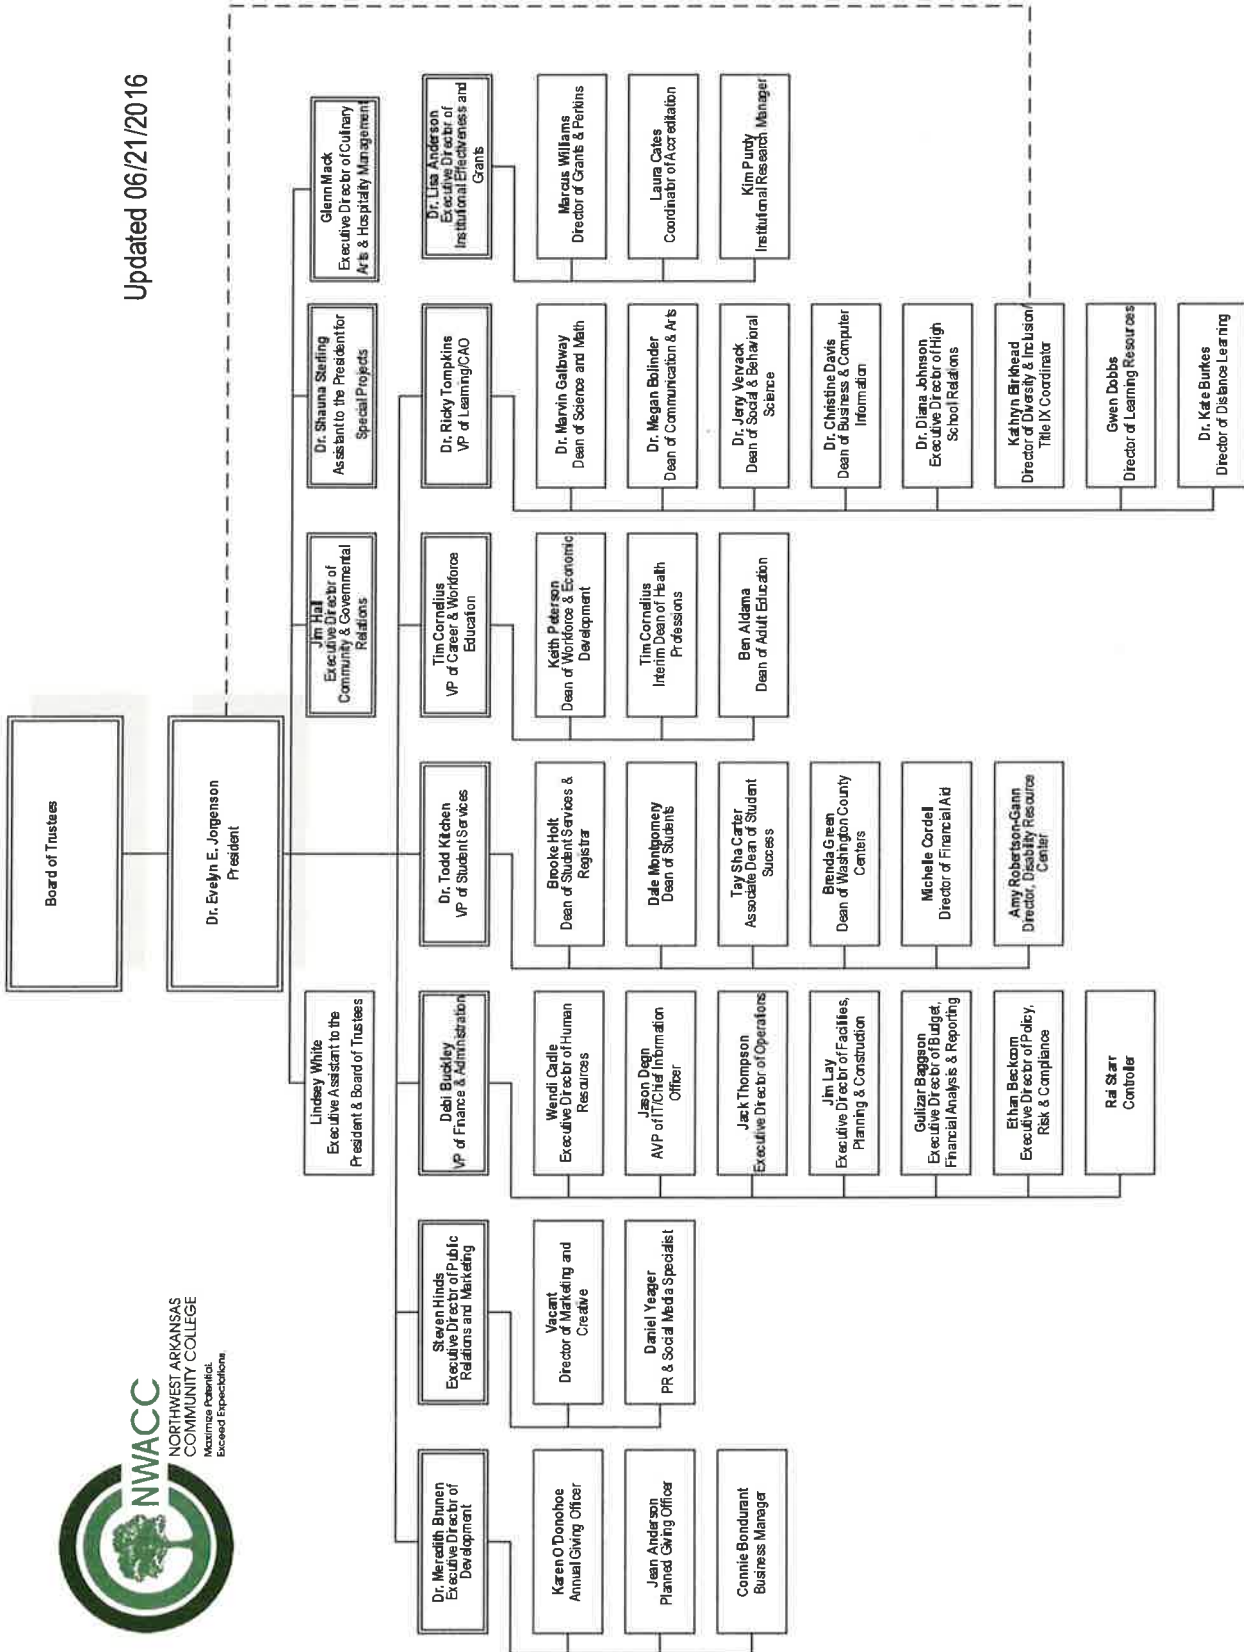 NWACC
NORTHWEST ARKANSAS
COMMUNITY COLLEGE
Maximize Potential.
Exceed Expectations.
Updated 06/21/2016
Board of Trustees
Dr. Evelyn E. Jorgenson
President
Lindsey White
Executive Assistant to the
President & Board of Trustees
Jim Hall
Executive Director of
Community & Governmental
Relations
Dr. Shauna Sterling
Assistant to the President for
Special Projects
Glenn Mack
Executive Director of Culinary
Arts & Hospitality Management
Dr. Meredith Brunen
Executive Director of
Development
Karen O'Donohoe
Annual Giving Officer
Jean Anderson
Planned Giving Officer
Connie Bondurant
Business Manager
Steven Hinds
Executive Director of Public
Relations and Marketing
Vacant
Director of Marketing and
Creative
Daniel Yeager
PR & Social Media Specialist
Debi Buckley
VP of Finance & Administration
Wendi Cadle
Executive Director of Human
Resources
Jason Degn
AVP of IT/Chief Information
Officer
Jack Thompson
Executive Director of Operations
Jim Lay
Executive Director of Facilities,
Planning & Construction
Gulizar Baggson
Executive Director of Budget,
Financial Analysis & Reporting
Ethan Beckcom
Executive Director of Policy,
Risk & Compliance
Rai Starr
Controller
Dr. Todd Kitchen
VP of Student Services
Brooke Holt
Dean of Student Services &
Registrar
Dale Montgomery
Dean of Students
Tay Sha Carter
Associate Dean of Student
Success
Brenda Green
Dean of Washington County
Centers
Michelle Cordell
Director of Financial Aid
Amy Robertson-Gann
Director, Disability Resource
Center
Tim Cornelius
VP of Career & Workforce
Education
Keith Peterson
Dean of Workforce & Economic
Development
Tim Cornelius
Interim Dean of Health
Professions
Ben Aldama
Dean of Adult Education
Dr. Ricky Tompkins
VP of Learning/CAO
Dr. Marvin Galloway
Dean of Science and Math
Dr. Megan Bolinder
Dean of Communication & Arts
Dr. Jerry Vervack
Dean of Social & Behavioral
Science
Dr. Christine Davis
Dean of Business & Computer
Information
Dr. Diana Johnson
Executive Director of High
School Relations
Kathryn Birkhead
Director of Diversity & Inclusion/
Title IX Coordinator
Gwen Dobbs
Director of Learning Resources
Dr. Kate Burkes
Director of Distance Learning
Dr. Lisa Anderson
Executive Director of
Institutional Effectiveness and
Grants
Marcus Williams
Director of Grants & Perkins
Laura Cates
Coordinator of Accreditation
Kim Purdy
Institutional Research Manager